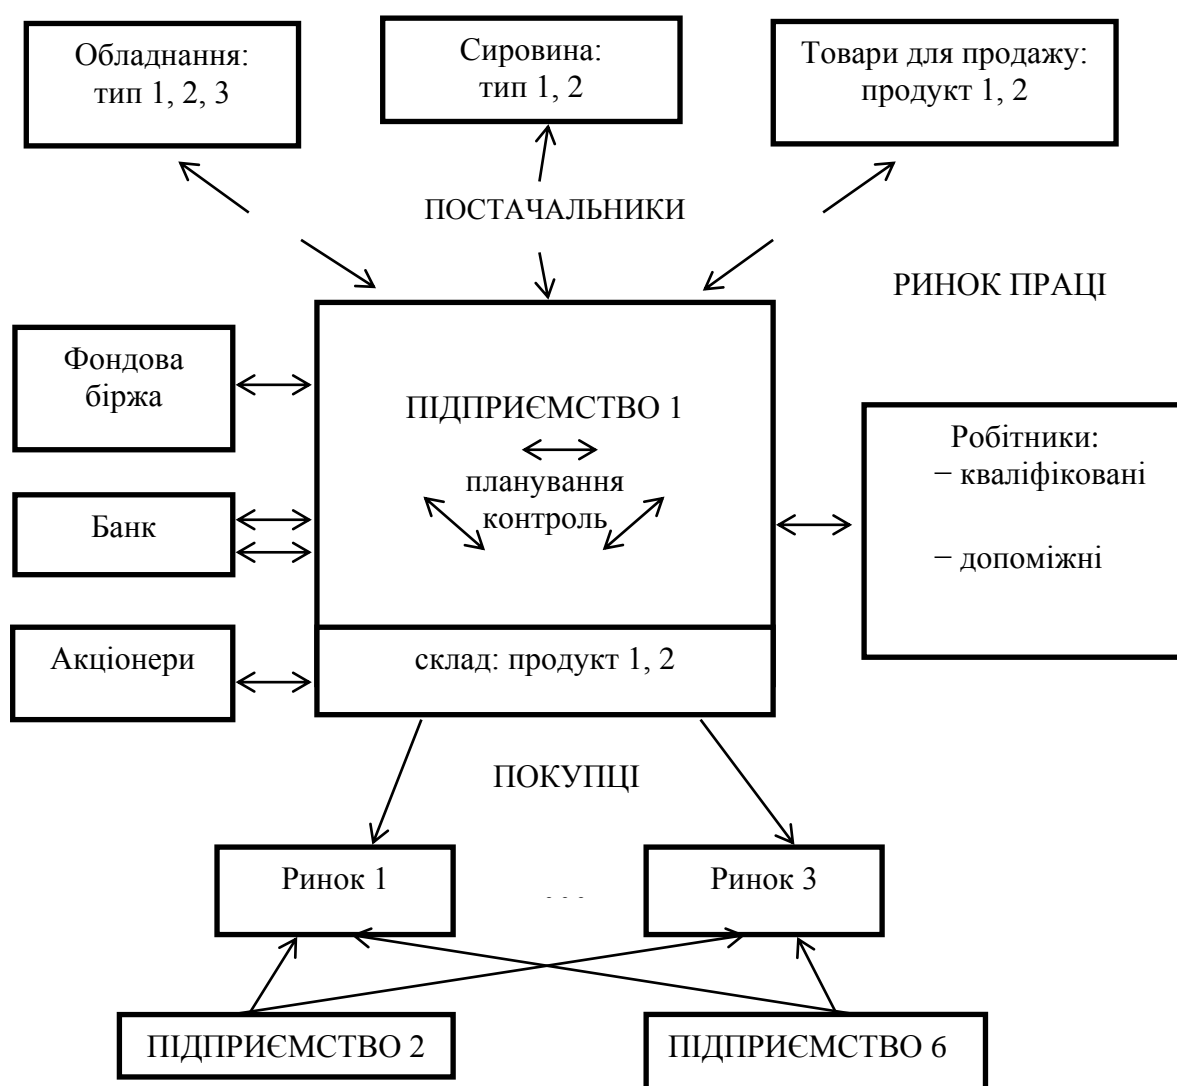 Обладнання:
тип 1, 2, 3
Сировина:
тип 1, 2
Товари для продажу:
продукт 1, 2
ПОСТАЧАЛЬНИКИ
РИНОК ПРАЦІ
Фондова
біржа
ПІДПРИЄМСТВО 1
планування
контроль
Робітники:
− кваліфіковані
− допоміжні
Банк
Акціонери
склад: продукт 1, 2
ПОКУПЦІ
Ринок 1
- - -
Ринок 3
ПІДПРИЄМСТВО 2
ПІДПРИЄМСТВО 6